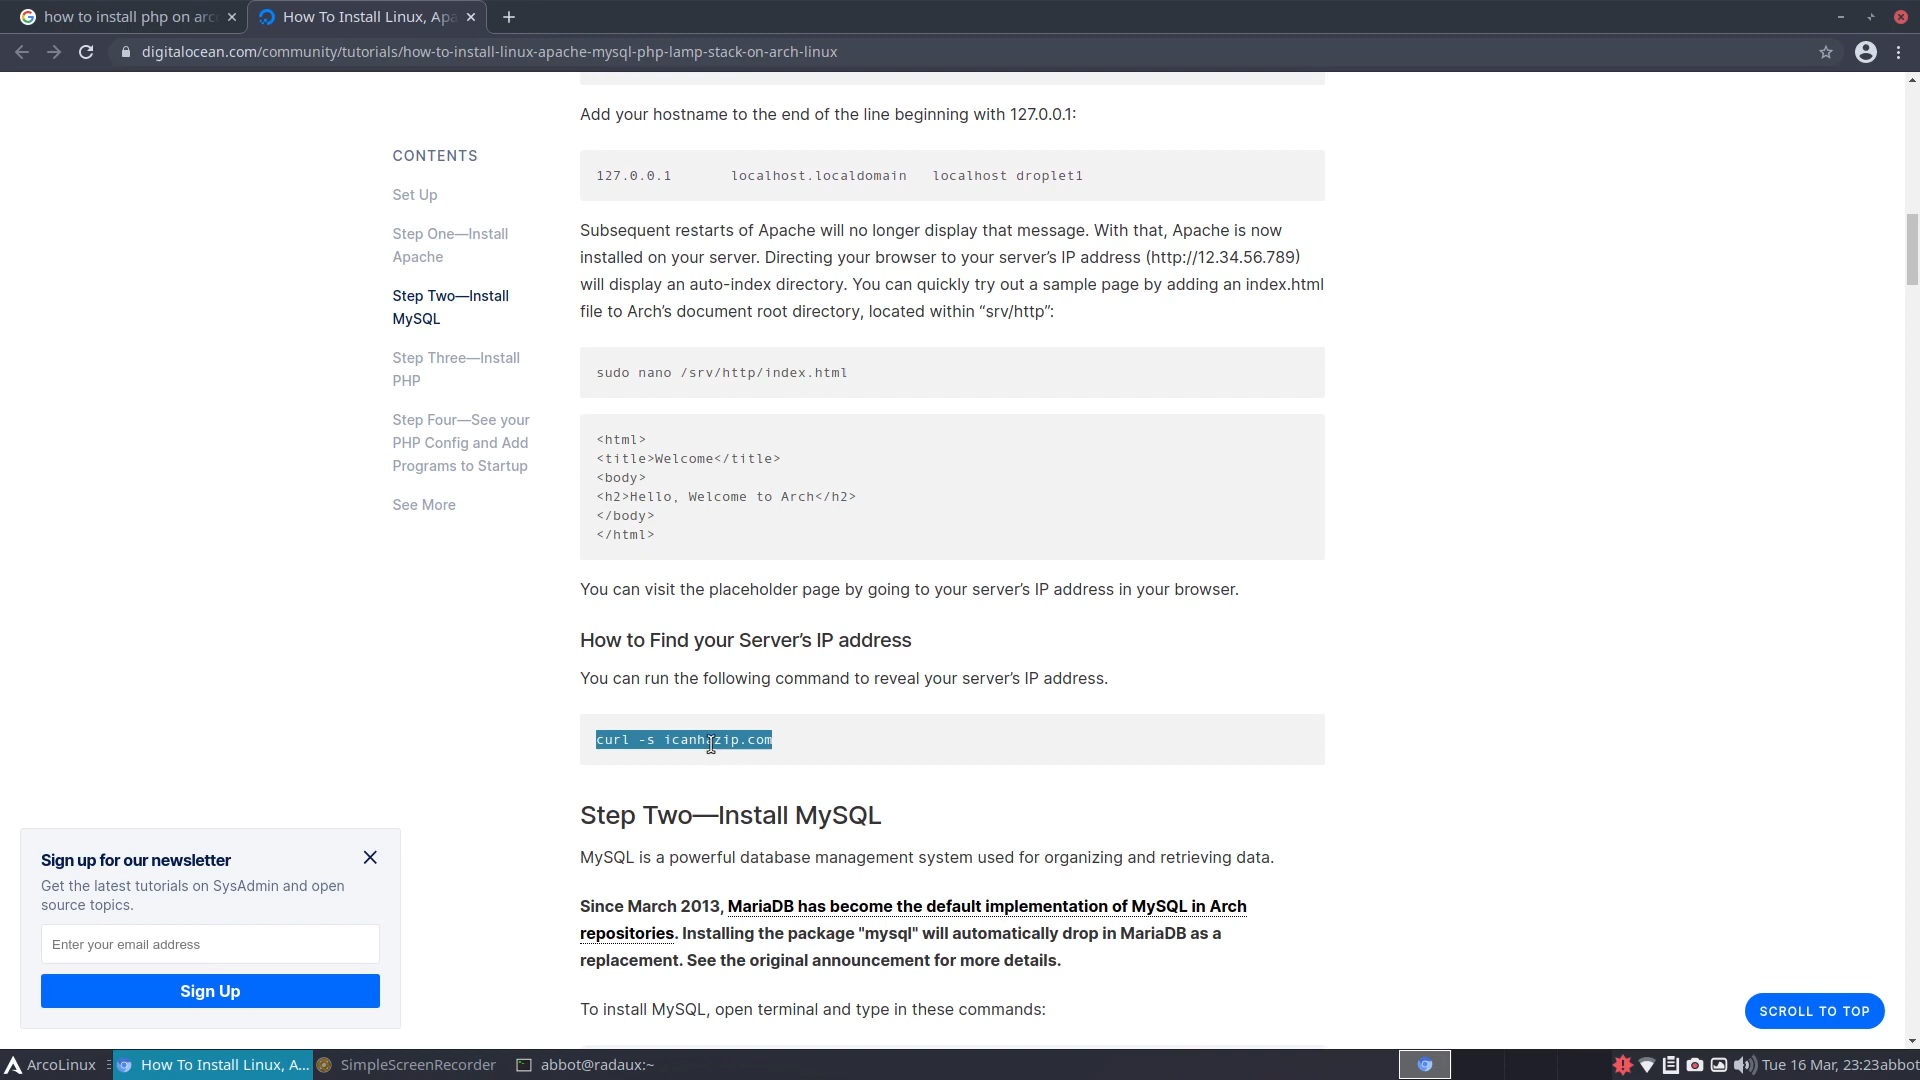 how to install php on arc
How To Install Linux, Apa
digitalocean.com/community/tutorials/how-to-install-linux-apache-mysql-php-lamp-stack-on-arch-linux
Add your hostname to the end of the line beginning with 127.0.0.1:
127.0.0.1 localhost.localdomain localhost droplet1
Subsequent restarts of Apache will no longer display that message. With that, Apache is now
installed on your server. Directing your browser to your server’s IP address (http://12.34.56.789)
will display an auto-index directory. You can quickly try out a sample page by adding an index.html
file to Arch’s document root directory, located within “srv/http”:
sudo nano /srv/http/index.html
<html>
<title>Welcome</title>
<body>
<h2>Hello, Welcome to Arch</h2>
</body>
</html>
You can visit the placeholder page by going to your server’s IP address in your browser.
How to Find your Server’s IP address
You can run the following command to reveal your server’s IP address.
curl -s icanhazip.com
Step Two—Install MySQL
MySQL is a powerful database management system used for organizing and retrieving data.
Since March 2013, MariaDB has become the default implementation of MySQL in Arch
repositories. Installing the package "mysql" will automatically drop in MariaDB as a
replacement. See the original announcement for more details.
To install MySQL, open terminal and type in these commands:
CONTENTS
Set Up
Step One—Install
Apache
Step Two—Install
MySQL
Step Three—Install
PHP
Step Four—See your
PHP Config and Add
Programs to Startup
See More
Sign up for our newsletter
Get the latest tutorials on SysAdmin and open
source topics.
Enter your email address
Sign Up
SCROLL TO TOP
ArcoLinux
How To Install Linux, A...
SimpleScreenRecorder
abbot@radaux:~
Tue 16 Mar, 23:23
abbot